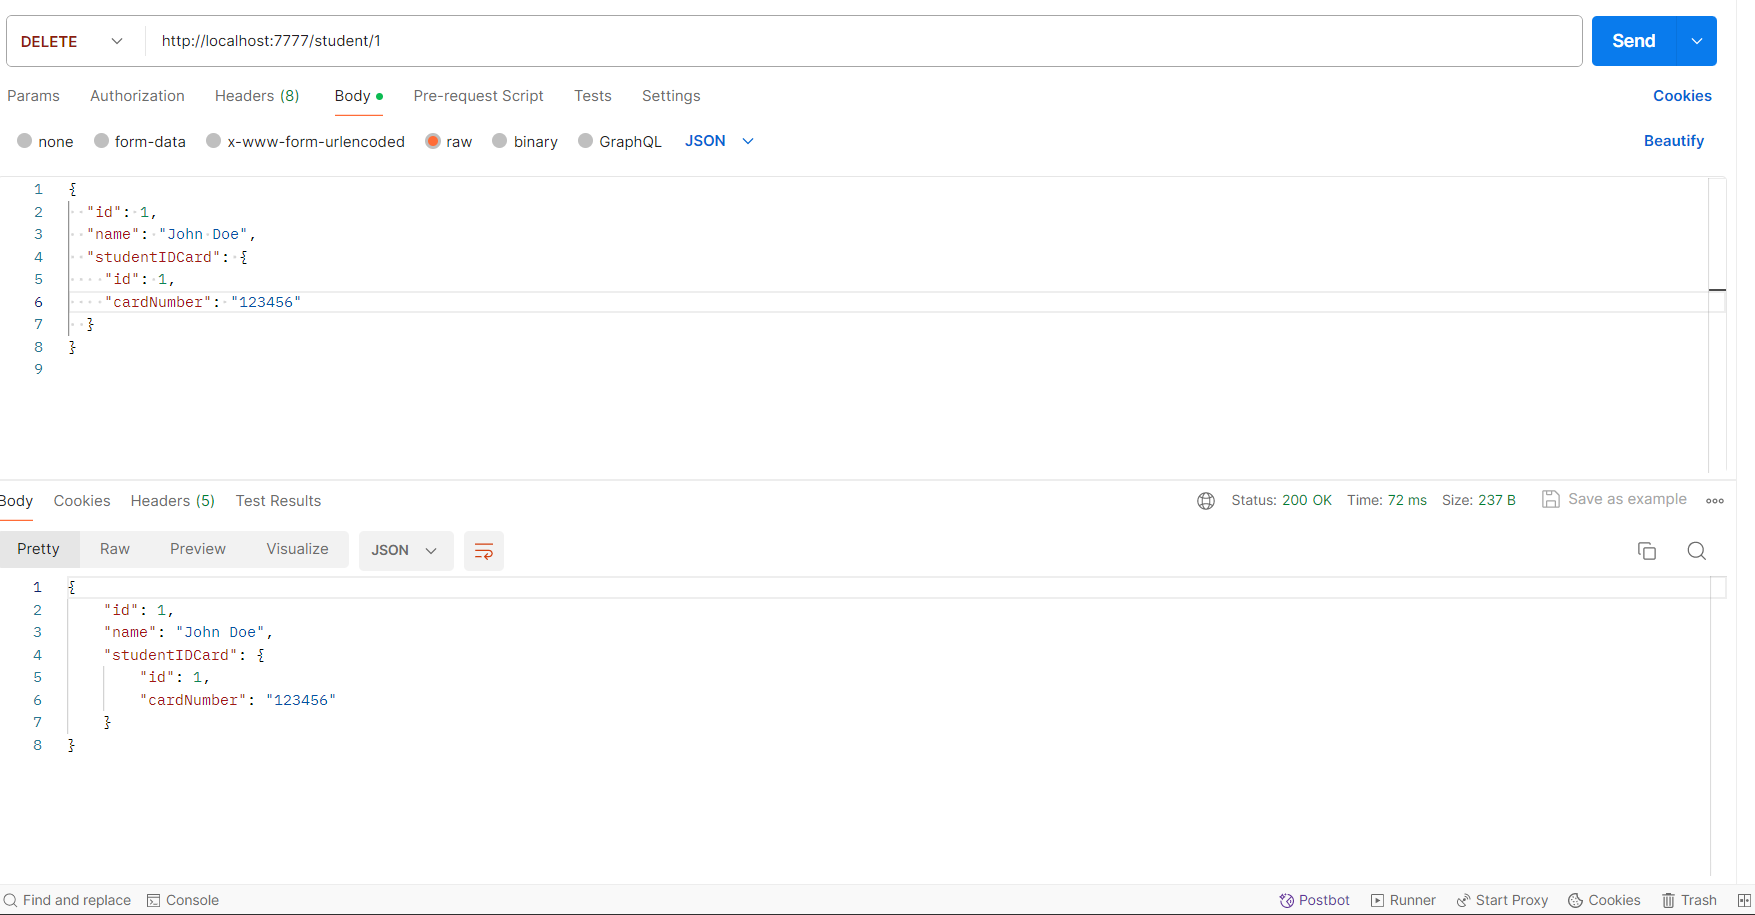 DELETE http://localhost:7777/student/1 Send
Params Authorization Headers (8) Body Pre-request Script Tests Settings Cookies
none form-data x-www-form-urlencoded raw binary GraphQL JSON Beautify
1 {
2 "id": 1,
3 "name": "John Doe",
4 "studentIDCard": {
5 "id": 1,
6 "cardNumber": "123456"
7 }
8 }
9
Body Cookies Headers (5) Test Results Status: 200 OK Time: 72 ms Size: 237 B Save as example
Pretty Raw Preview Visualize JSON
1 {
2 "id": 1,
3 "name": "John Doe",
4 "studentIDCard": {
5 "id": 1,
6 "cardNumber": "123456"
7 }
8 }
Find and replace Console Postbot Runner Start Proxy Cookies Trash